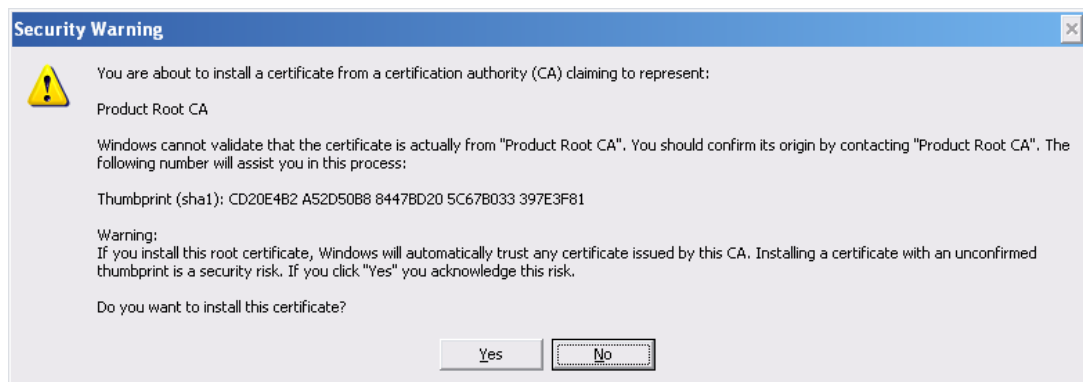 Security Warning
You are about to install a certificate from a certification authority (CA) claiming to represent:
Product Root CA
Windows cannot validate that the certificate is actually from "Product Root CA". You should confirm its origin by contacting "Product Root CA". The
following number will assist you in this process:
Thumbprint (sha1): CD20E4B2 A52D50B8 8447BD20 5C67B033 397E3F81
Warning:
If you install this root certificate, Windows will automatically trust any certificate issued by this CA. Installing a certificate with an unconfirmed
thumbprint is a security risk. If you click "Yes" you acknowledge this risk.
Do you want to install this certificate?
Yes No